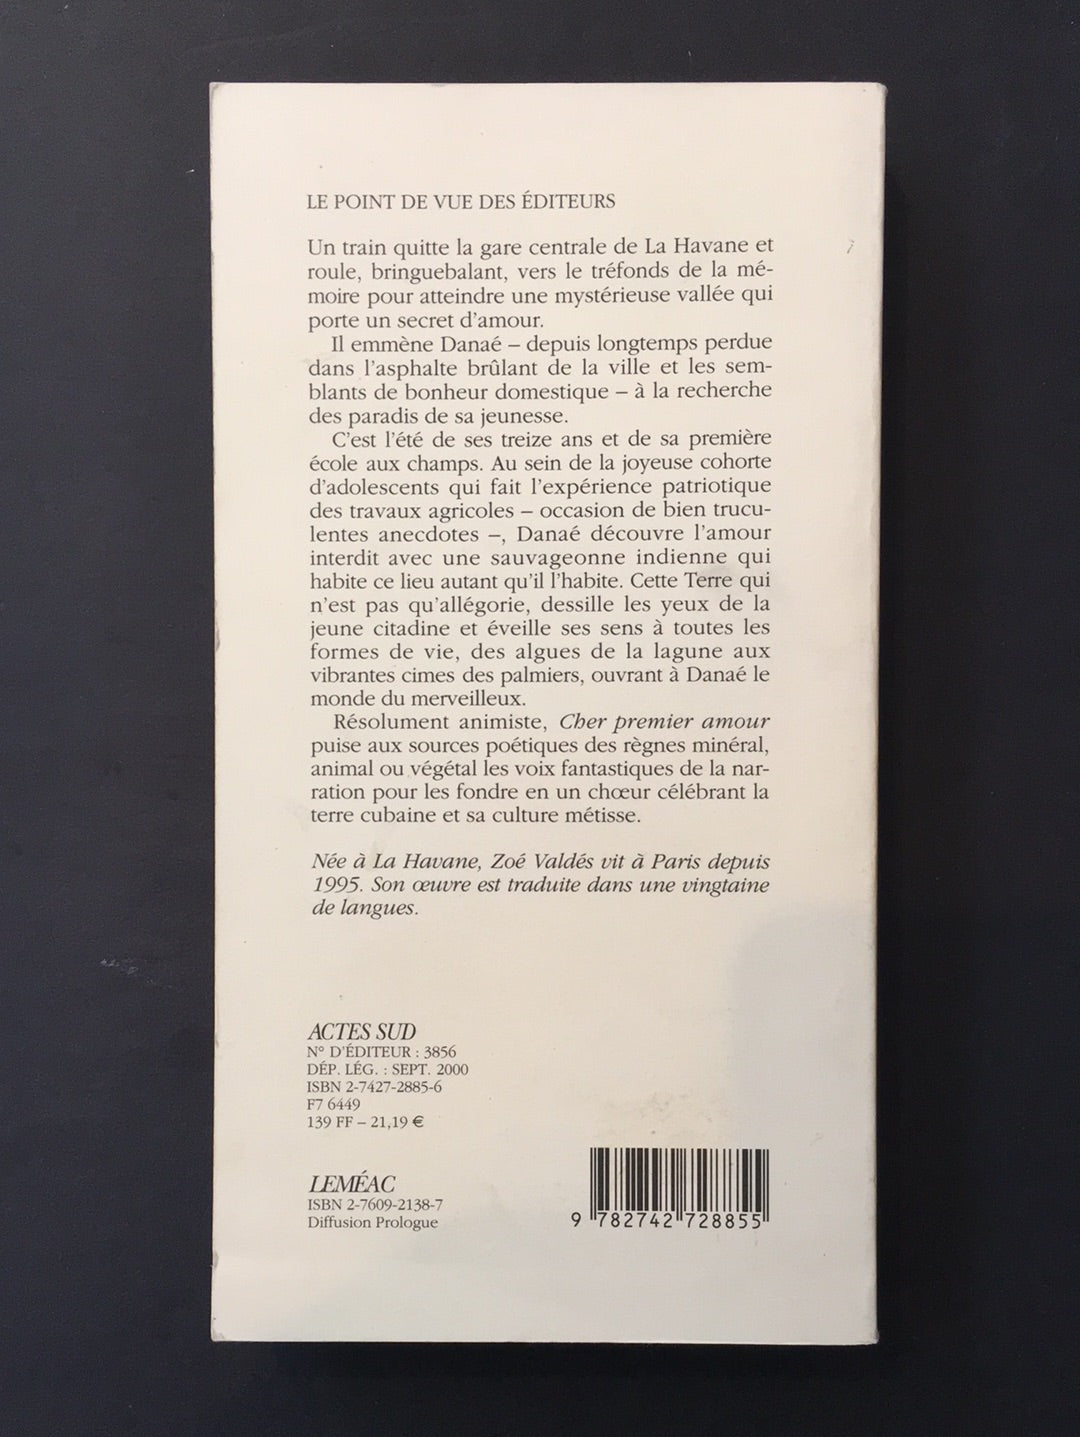 LE POINT DE VUE DES ÉDITEURS
Un train quitte la gare centrale de La Havane et
roule, bringuebalant, vers le tréfonds de la mé-
moire pour atteindre une mystérieuse vallée qui
porte un secret d'amour.
Il emmène Danaé – depuis longtemps perdue
dans l'asphalte brûlant de la ville et les sem-
blants de bonheur domestique – à la recherche
des paradis de sa jeunesse.
C'est l'été de ses treize ans et de sa première
école aux champs. Au sein de la joyeuse cohorte
d'adolescents qui fait l'expérience patriotique
des travaux agricoles – occasion de bien trucu-
lentes anecdotes –, Danaé découvre l'amour
interdit avec une sauvageonne indienne qui
habite ce lieu autant qu'il l'habite. Cette Terre qui
n'est pas qu'allégorie, dessille les yeux de la
jeune citadine et éveille ses sens à toutes les
formes de vie, des algues de la lagune aux
vibrantes cimes des palmiers, ouvrant à Danaé le
monde du merveilleux.
Résolument animiste, Cher premier amour
puise aux sources poétiques des règnes minéral,
animal ou végétal les voix fantastiques de la nar-
ration pour les fondre en un chœur célébrant la
terre cubaine et sa culture métisse.
Née à La Havane, Zoé Valdés vit à Paris depuis
1995. Son œuvre est traduite dans une vingtaine
de langues.
ACTES SUD
N° D'ÉDITEUR : 3856
DÉP. LÉG. : SEPT. 2000
ISBN 2-7427-2885-6
F7 6449
139 FF – 21,19 €
LEMÉAC
ISBN 2-7609-2138-7
Diffusion Prologue
9 782742 728855